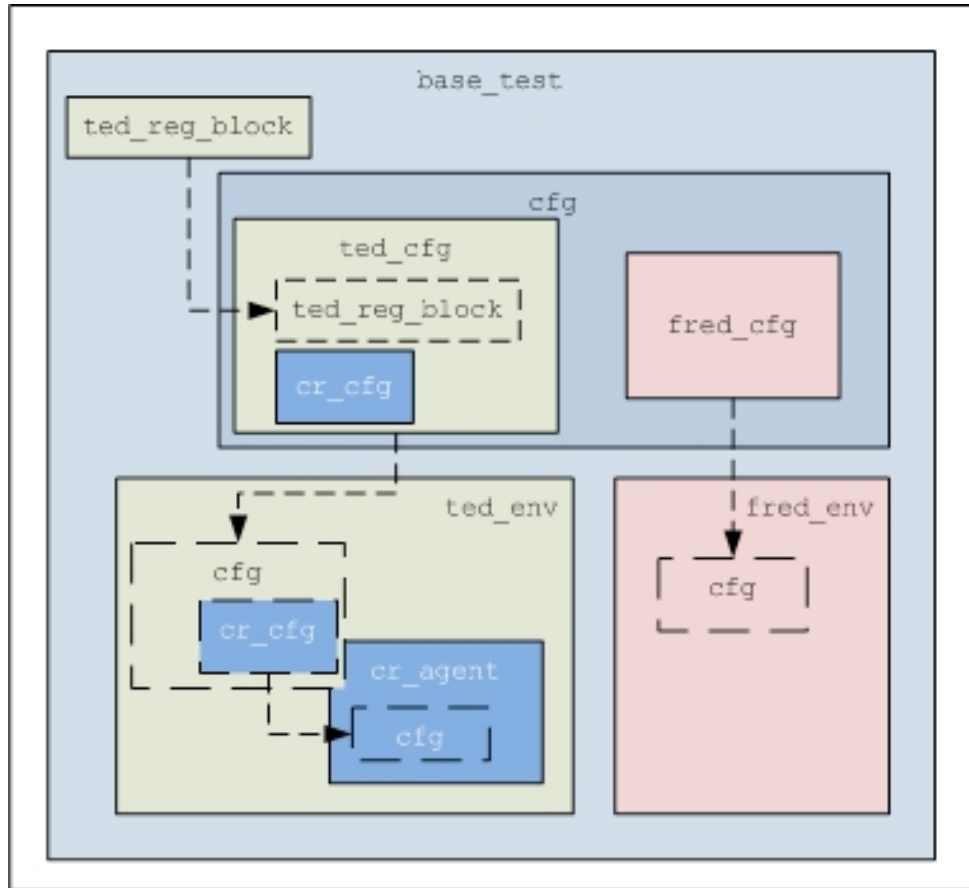 base_test
ted_reg_block
cfg
ted_cfg
ted_reg_block
fred_cfg
cr_cfg
ted_env
fred_env
cfg
cfg
cr_cfg
cr_agent
cfg